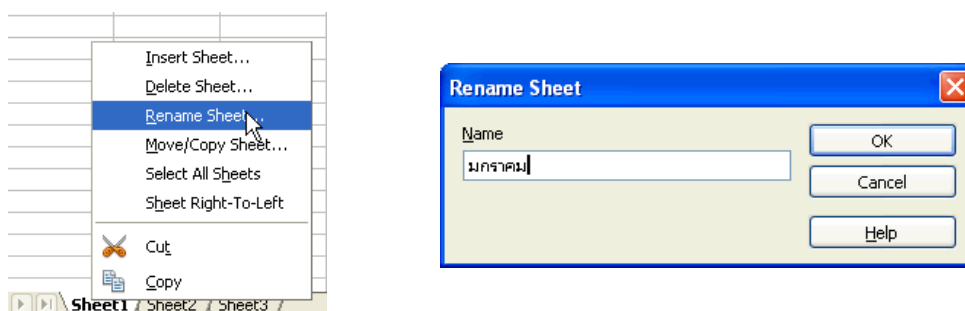 Insert Sheet...
Delete Sheet...
Rename Sheet...
Move/Copy Sheet...
Select All Sheets
Sheet Right-To-Left
Cut
Copy
Sheet1 / Sheet2 / Sheet3 /
Rename Sheet
Name
มกราคม
OK
Cancel
Help